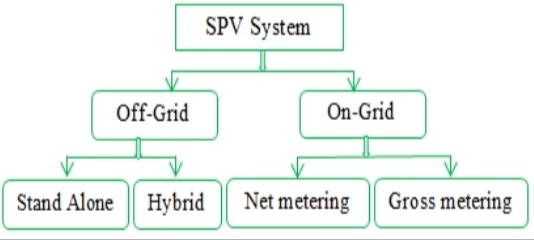 SPV System
Off-Grid
On-Grid
Stand Alone
Hybrid
Net metering
Gross metering